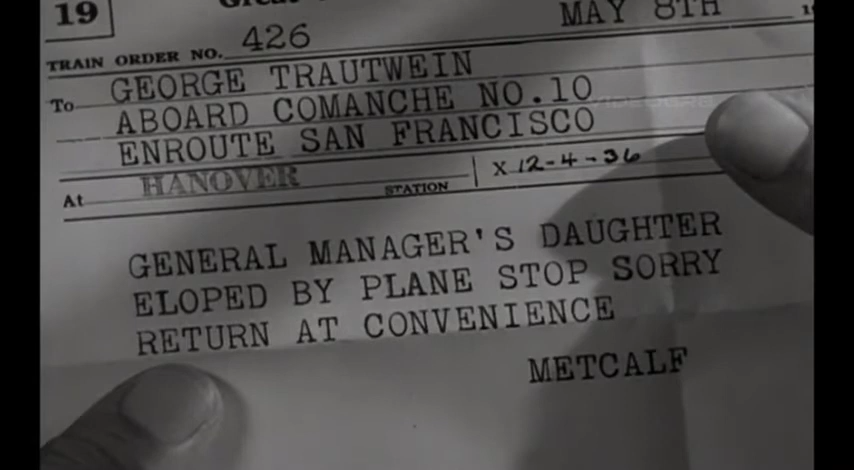 19
MAY 8TH
TRAIN ORDER NO. 426
To GEORGE TRAUTWEIN
ABOARD COMANCHE NO.10
ENROUTE SAN FRANCISCO
At HANOVER STATION X 12-4-36
GENERAL MANAGER'S DAUGHTER
ELOPED BY PLANE STOP SORRY
RETURN AT CONVENIENCE
METCALF